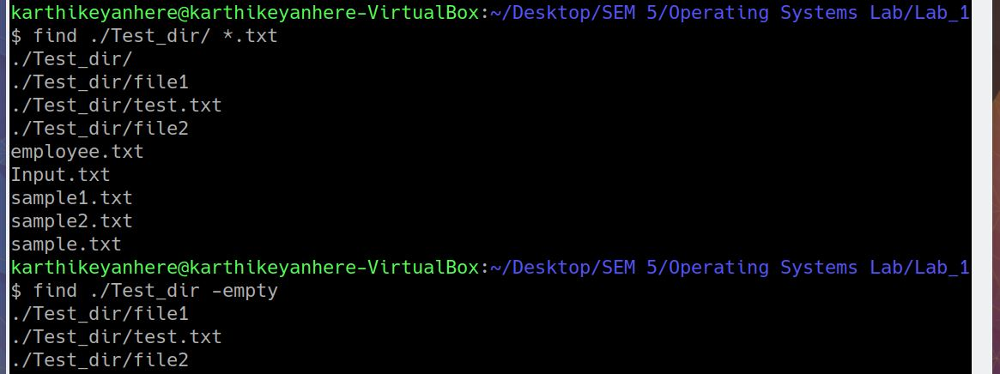 karthikeyanhere@karthikeyanhere-VirtualBox:~/Desktop/SEM 5/Operating Systems Lab/Lab_1
$ find ./Test_dir/ *.txt
./Test_dir/
./Test_dir/file1
./Test_dir/test.txt
./Test_dir/file2
employee.txt
Input.txt
sample1.txt
sample2.txt
sample.txt
karthikeyanhere@karthikeyanhere-VirtualBox:~/Desktop/SEM 5/Operating Systems Lab/Lab_1
$ find ./Test_dir -empty
./Test_dir/file1
./Test_dir/test.txt
./Test_dir/file2